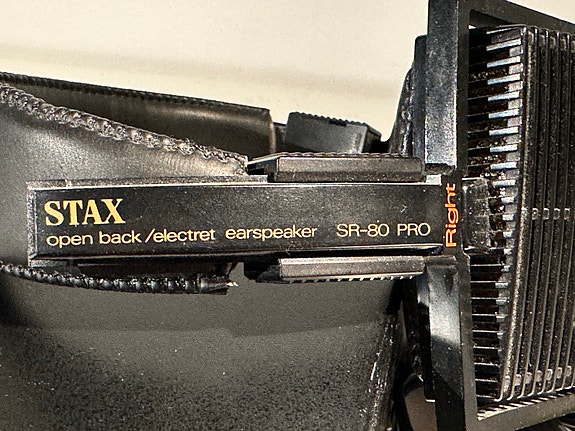 STAX
open back/electret earspeaker SR-80 PRO
Right